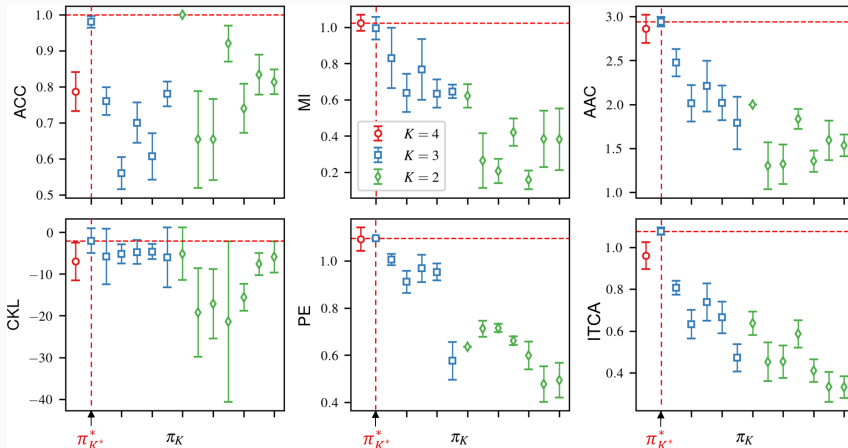 ACC
1.0
0.9
0.8
0.7
0.6
0.5
MI
1.0
0.8
0.6
0.4
0.2
K = 4
K = 3
K = 2
AAC
3.0
2.5
2.0
1.5
1.0
CKL
0
−10
−20
−30
−40
π*K*
πK
PE
1.0
0.8
0.6
0.4
π*K*
πK
ITCA
1.0
0.8
0.6
0.4
π*K*
πK